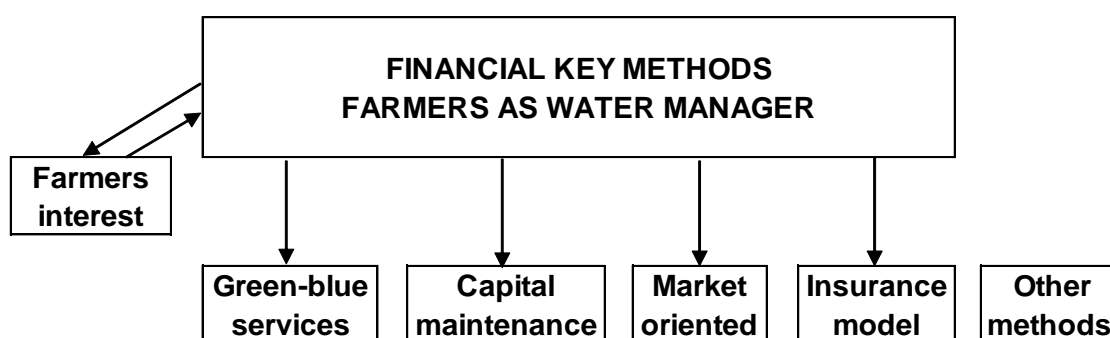 FINANCIAL KEY METHODS
FARMERS AS WATER MANAGER
Farmers
interest
Green-blue
services
Capital
maintenance
Market
oriented
Insurance
model
Other
methods